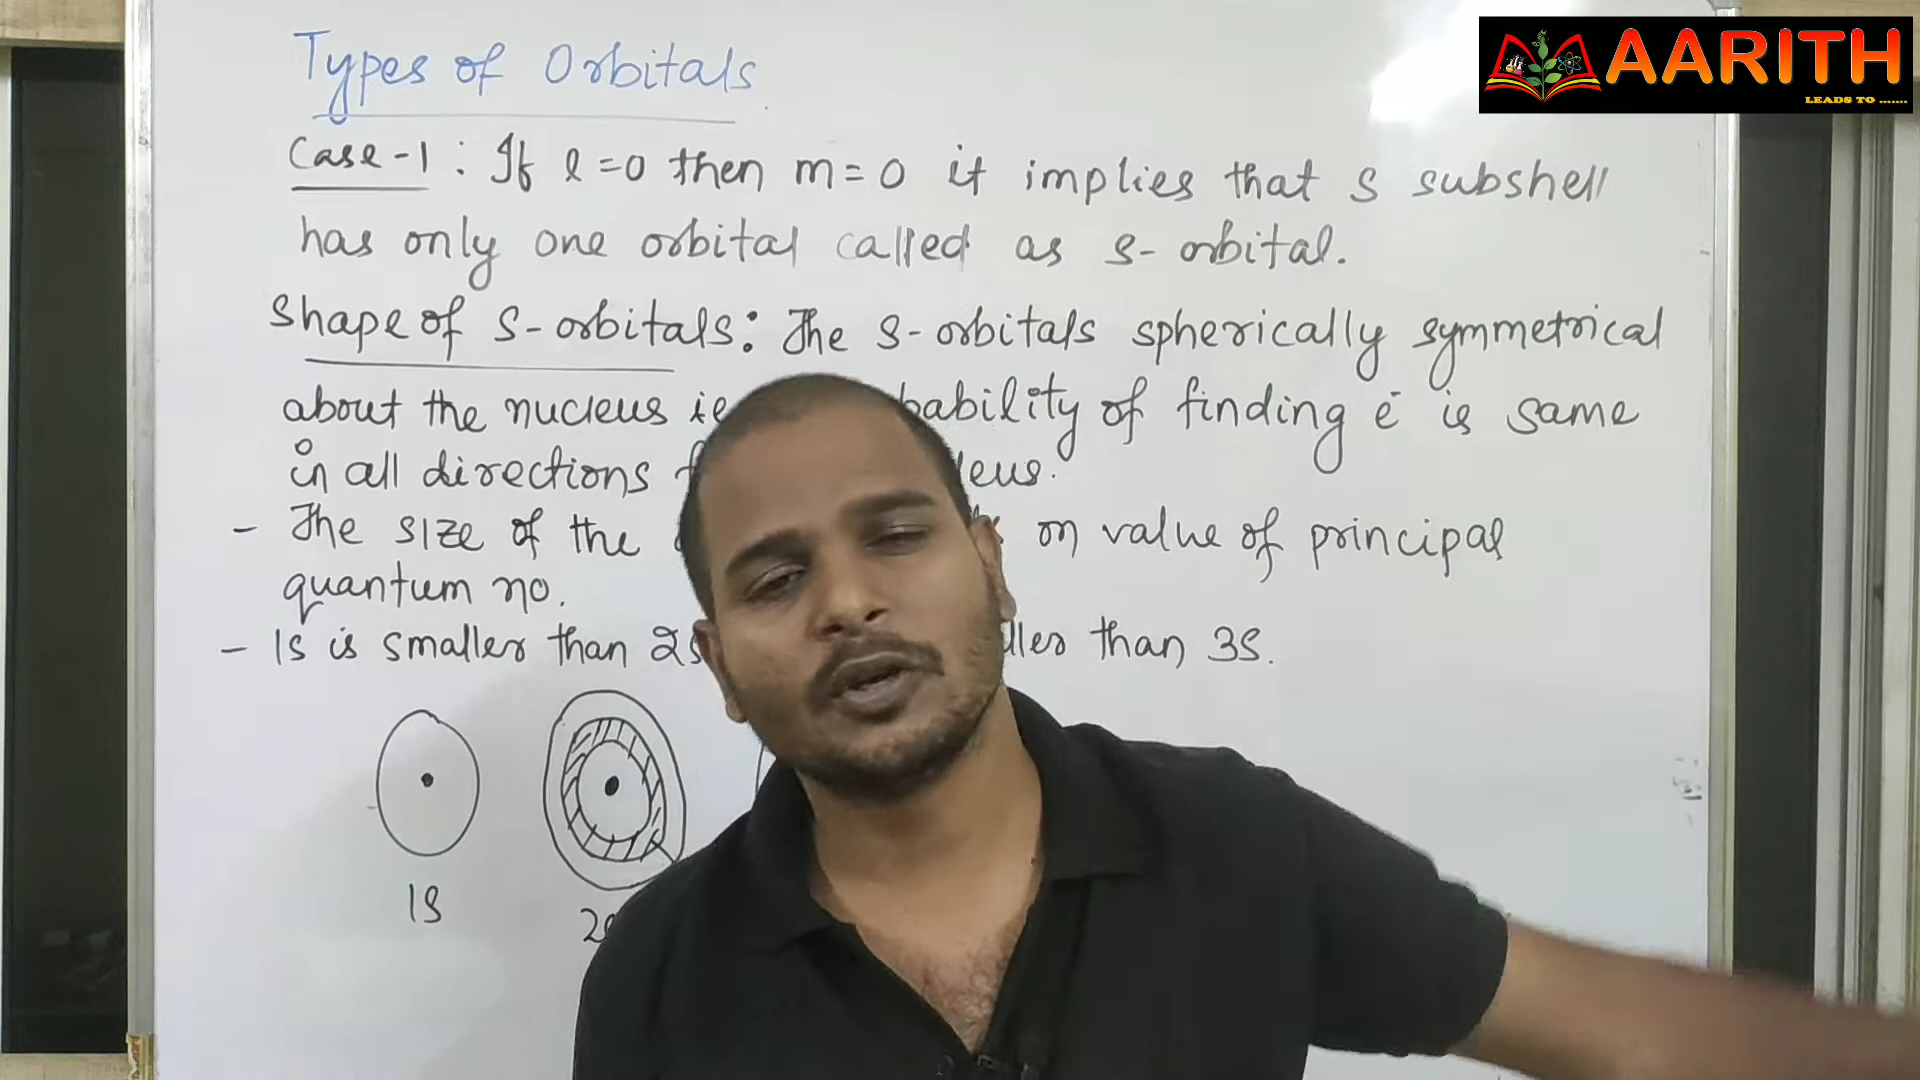 Types of Orbitals
Case-1 : If l=0 then m=0 it implies that s subshell
has only one orbital called as s-orbital.
Shape of s-orbitals: The s-orbitals spherically symmetrical
about the nucleus ie of finding e⁻ is same
in all directions
- The size of the on value of principal
quantum no.
- 1s is smaller than 2s than 3s.
1s
AARITH
LEADS TO .......